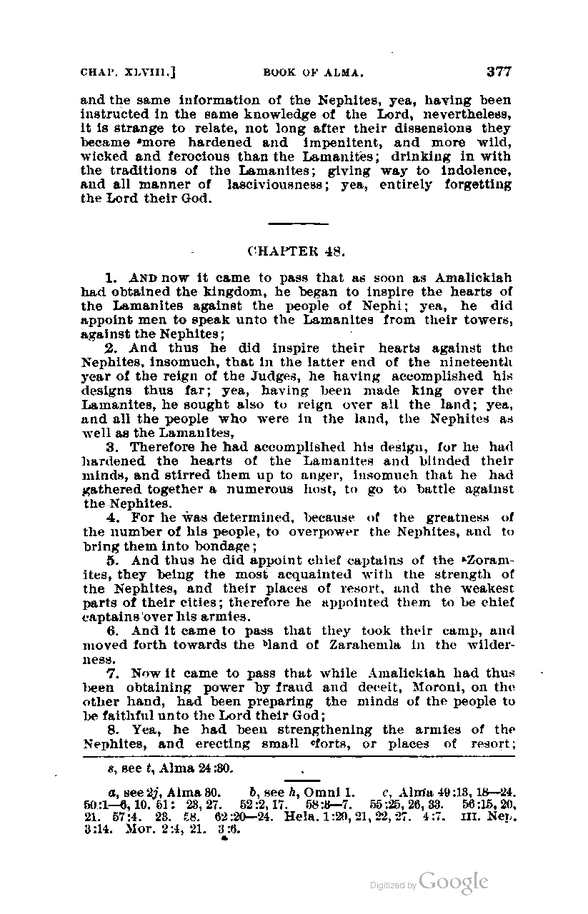 CHAP. XLVIII.] BOOK OF ALMA. 377
and the same information of the Nephites, yea, having been
instructed in the same knowledge of the Lord, nevertheless,
it is strange to relate, not long after their dissensions they
became ˢmore hardened and impenitent, and more wild,
wicked and ferocious than the Lamanites; drinking in with
the traditions of the Lamanites; giving way to indolence,
and all manner of lasciviousness; yea, entirely forgetting
the Lord their God.
CHAPTER 48.
1. AND now it came to pass that as soon as Amalickiah
had obtained the kingdom, he began to inspire the hearts of
the Lamanites against the people of Nephi; yea, he did
appoint men to speak unto the Lamanites from their towers,
against the Nephites;
2. And thus he did inspire their hearts against the
Nephites, insomuch, that in the latter end of the nineteenth
year of the reign of the Judges, he having accomplished his
designs thus far; yea, having been made king over the
Lamanites, he sought also to reign over all the land; yea,
and all the people who were in the land, the Nephites as
well as the Lamanites,
3. Therefore he had accomplished his design, for he had
hardened the hearts of the Lamanites and blinded their
minds, and stirred them up to anger, insomuch that he had
gathered together a numerous host, to go to battle against
the Nephites.
4. For he was determined, because of the greatness of
the number of his people, to overpower the Nephites, and to
bring them into bondage;
5. And thus he did appoint chief captains of the ᵃZoram-
ites, they being the most acquainted with the strength of
the Nephites, and their places of resort, and the weakest
parts of their cities; therefore he appointed them to be chief
captains over his armies.
6. And it came to pass that they took their camp, and
moved forth towards the ᵇland of Zarahemla in the wilder-
ness.
7. Now it came to pass that while Amalickiah had thus
been obtaining power by fraud and deceit, Moroni, on the
other hand, had been preparing the minds of the people to
be faithful unto the Lord their God;
8. Yea, he had been strengthening the armies of the
Nephites, and erecting small ᶜforts, or places of resort;
s, see t, Alma 24:30.
a, see 2j, Alma 30. b, see h, Omni 1. c, Alma 49:13, 18—24.
50:1—6, 10. 51: 23, 27. 52:2, 17. 58:3—7. 55:25, 26, 33. 56:15, 20,
21. 57:4. 23. 58. 62:20—24. Hela. 1:20, 21, 22, 27. 4:7. III. Nep.
3:14. Mor. 2:4, 21. 3:6.
Digitized by Google